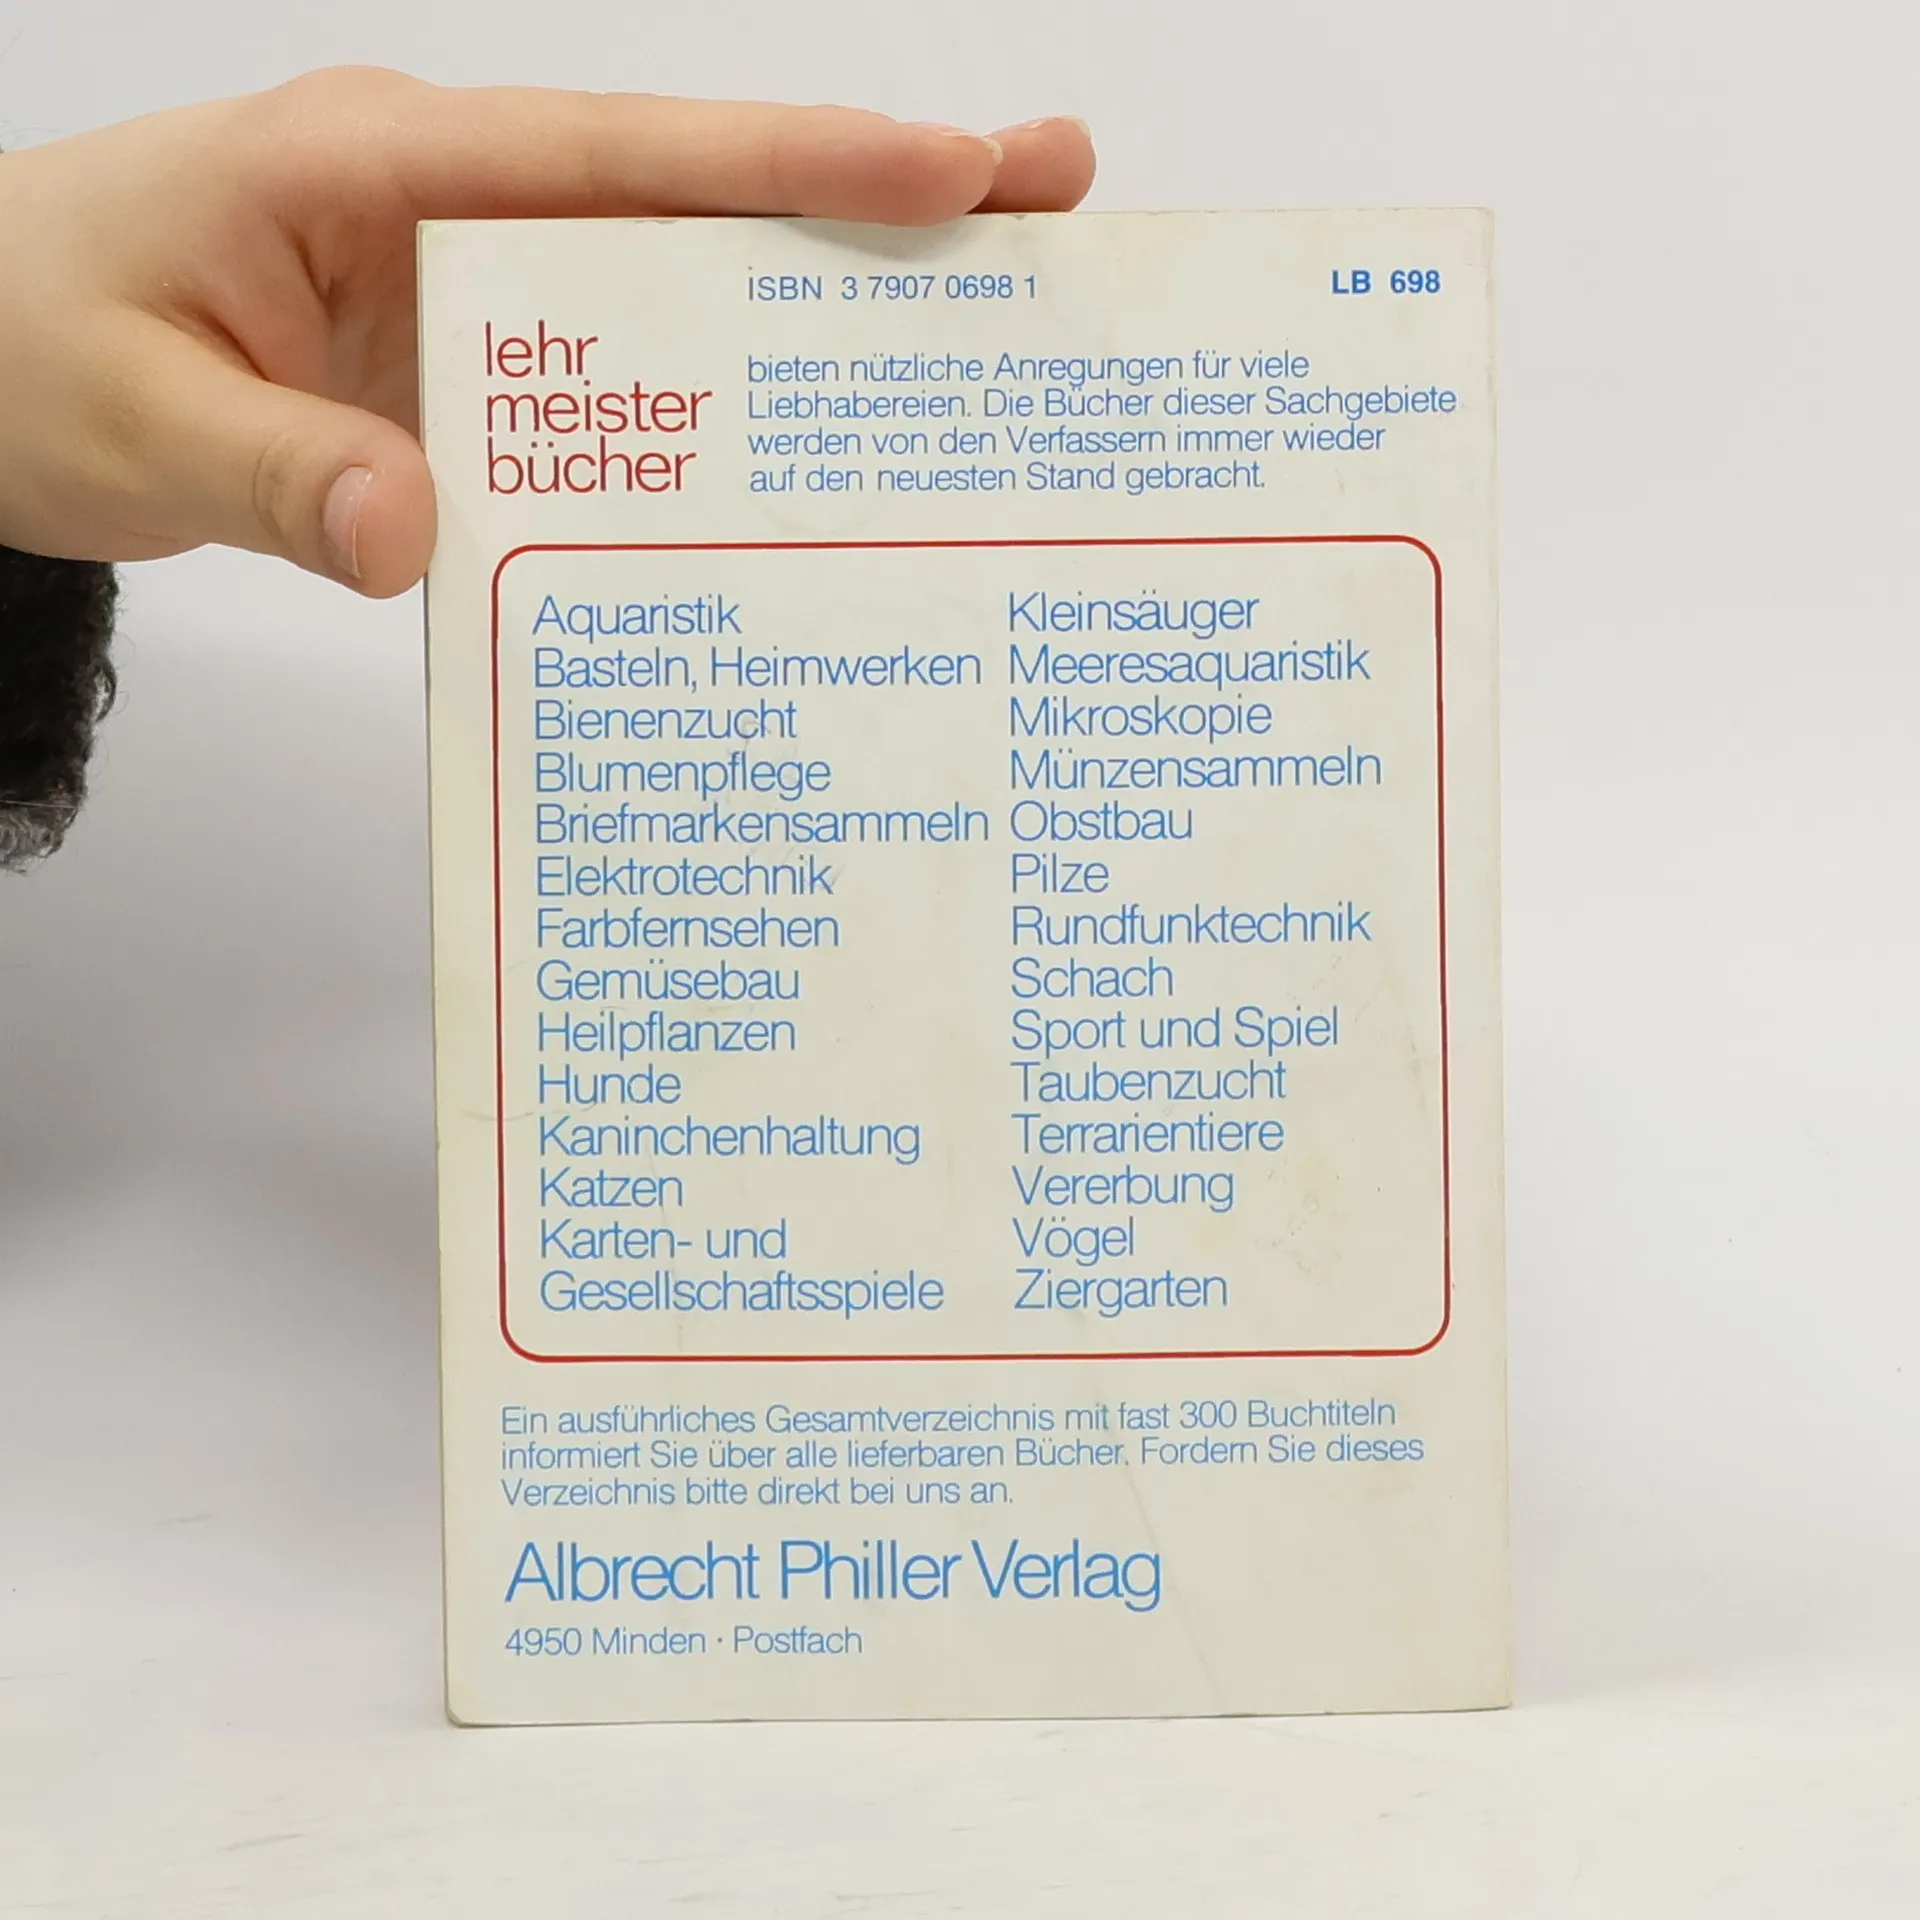 ISBN 3 7907 0698 1
LB 698
lehr
meister
bücher
bieten nützliche Anregungen für viele
Liebhabereien. Die Bücher dieser Sachgebiete
werden von den Verfassern immer wieder
auf den neuesten Stand gebracht.
Aquaristik
Basteln, Heimwerken
Bienenzucht
Blumenpflege
Briefmarkensammeln
Elektrotechnik
Farbfernsehen
Gemüsebau
Heilpflanzen
Hunde
Kaninchenhaltung
Katzen
Karten- und
Gesellschaftsspiele
Kleinsäuger
Meeresaquaristik
Mikroskopie
Münzensammeln
Obstbau
Pilze
Rundfunktechnik
Schach
Sport und Spiel
Taubenzucht
Terrarientiere
Vererbung
Vögel
Ziergarten
Ein ausführliches Gesamtverzeichnis mit fast 300 Buchtiteln
informiert Sie über alle lieferbaren Bücher. Fordern Sie dieses
Verzeichnis bitte direkt bei uns an.
Albrecht Philler Verlag
4950 Minden · Postfach